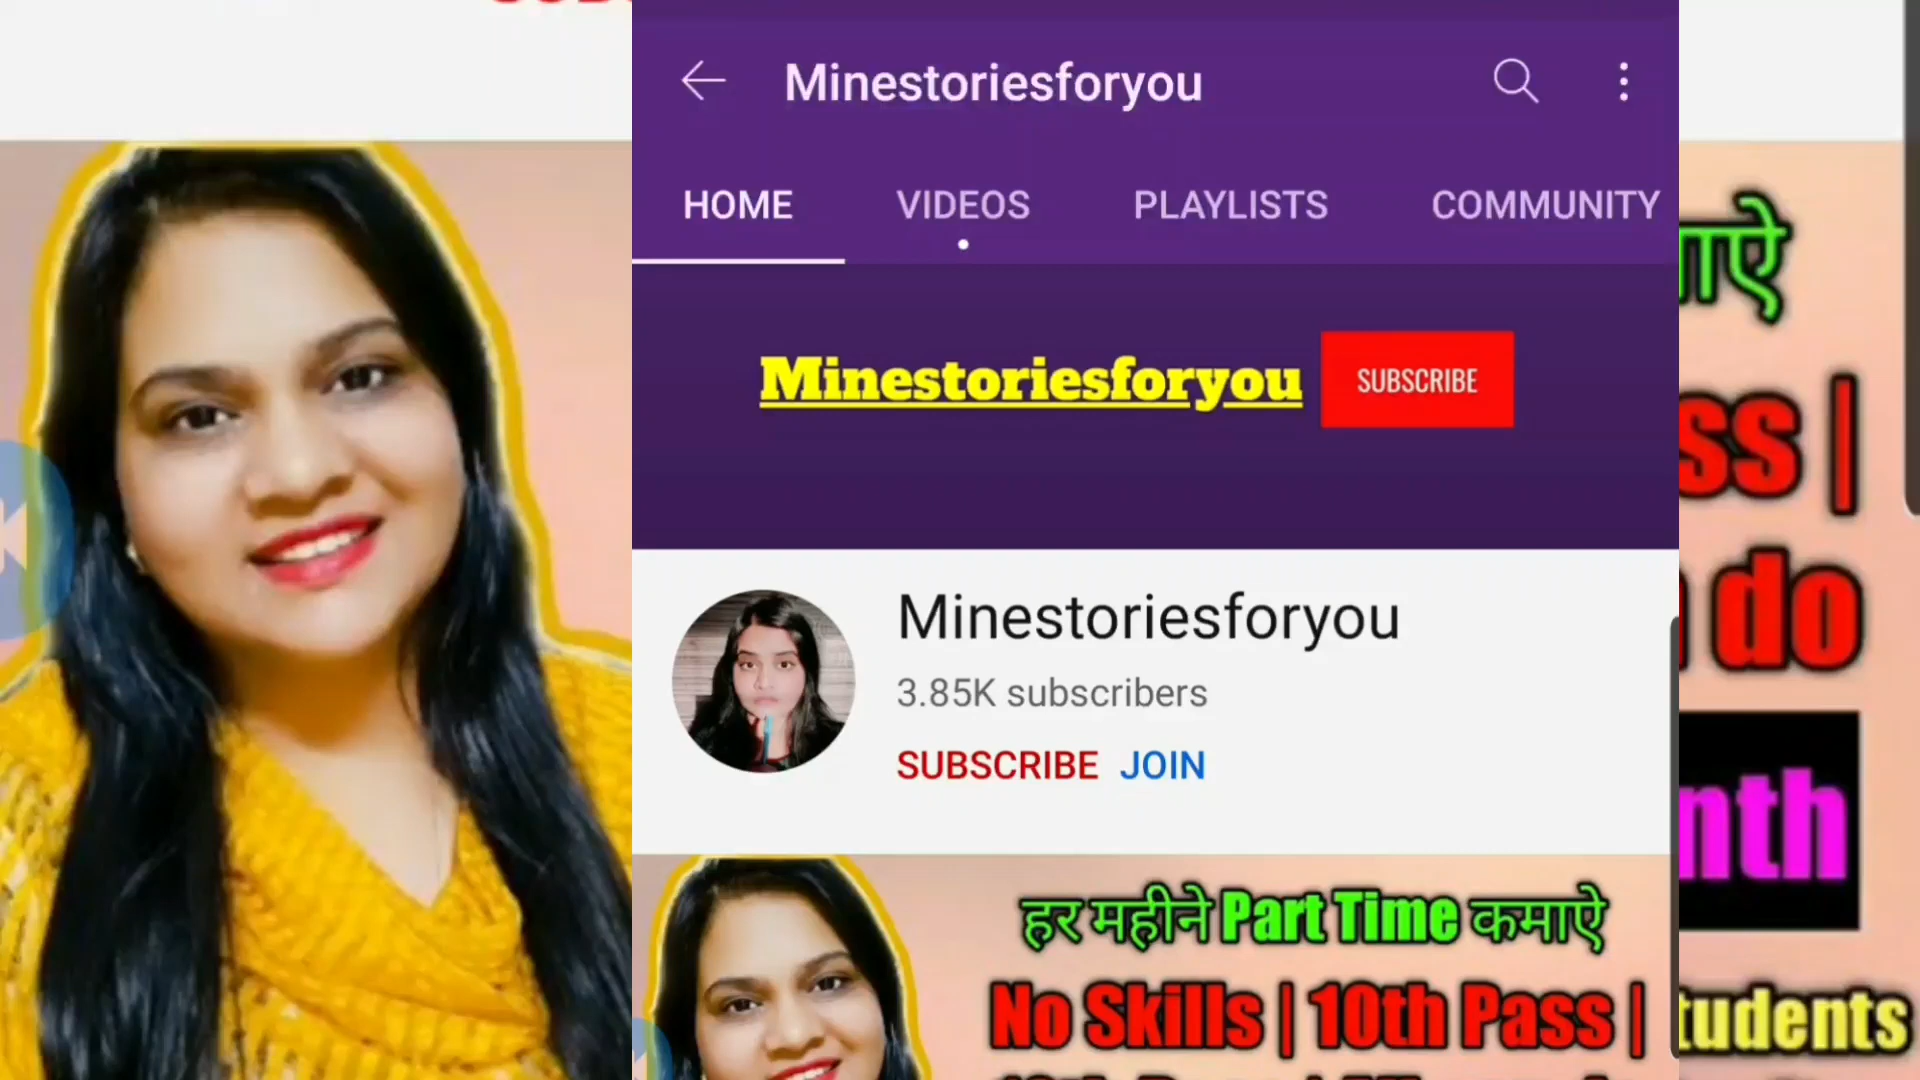 Minestoriesforyou
HOME VIDEOS PLAYLISTS COMMUNITY
Minestoriesforyou SUBSCRIBE
Minestoriesforyou
3.85K subscribers
SUBSCRIBE JOIN
हर महीने Part Time कमाऐ
No Skills | 10th Pass |
do